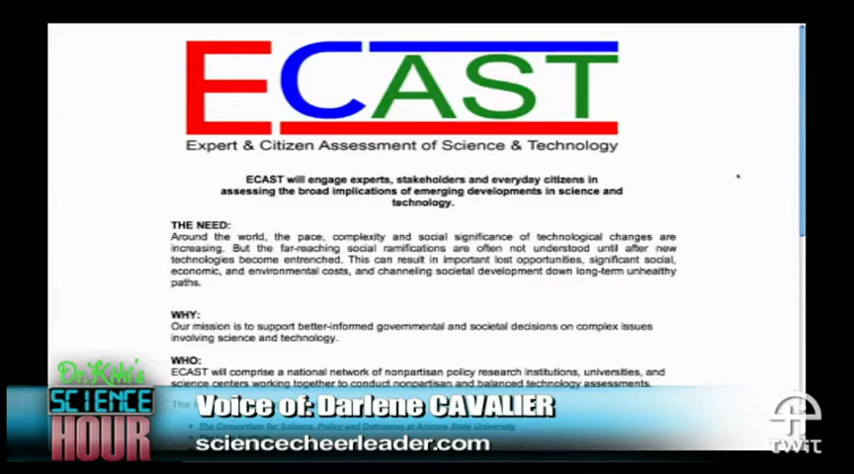 ECAST
Expert & Citizen Assessment of Science & Technology
ECAST will engage experts, stakeholders and everyday citizens in
assessing the broad implications of emerging developments in science and
technology.
THE NEED:
Around the world, the pace, complexity and social significance of technological changes are
increasing. But the far-reaching social ramifications are often not understood until after new
technologies become entrenched. This can result in important lost opportunities, significant social,
economic, and environmental costs, and channeling societal development down long-term unhealthy
paths.
WHY:
Our mission is to support better-informed governmental and societal decisions on complex issues
involving science and technology.
WHO:
ECAST will comprise a national network of nonpartisan policy research institutions, universities, and
science centers working together to conduct nonpartisan and balanced technology assessments.
The
The Consortium for Science, Policy and Outcomes at Arizona State University
Dr. Kiki's
SCIENCE
HOUR
Voice of: Darlene CAVALIER
sciencecheerleader.com
twit